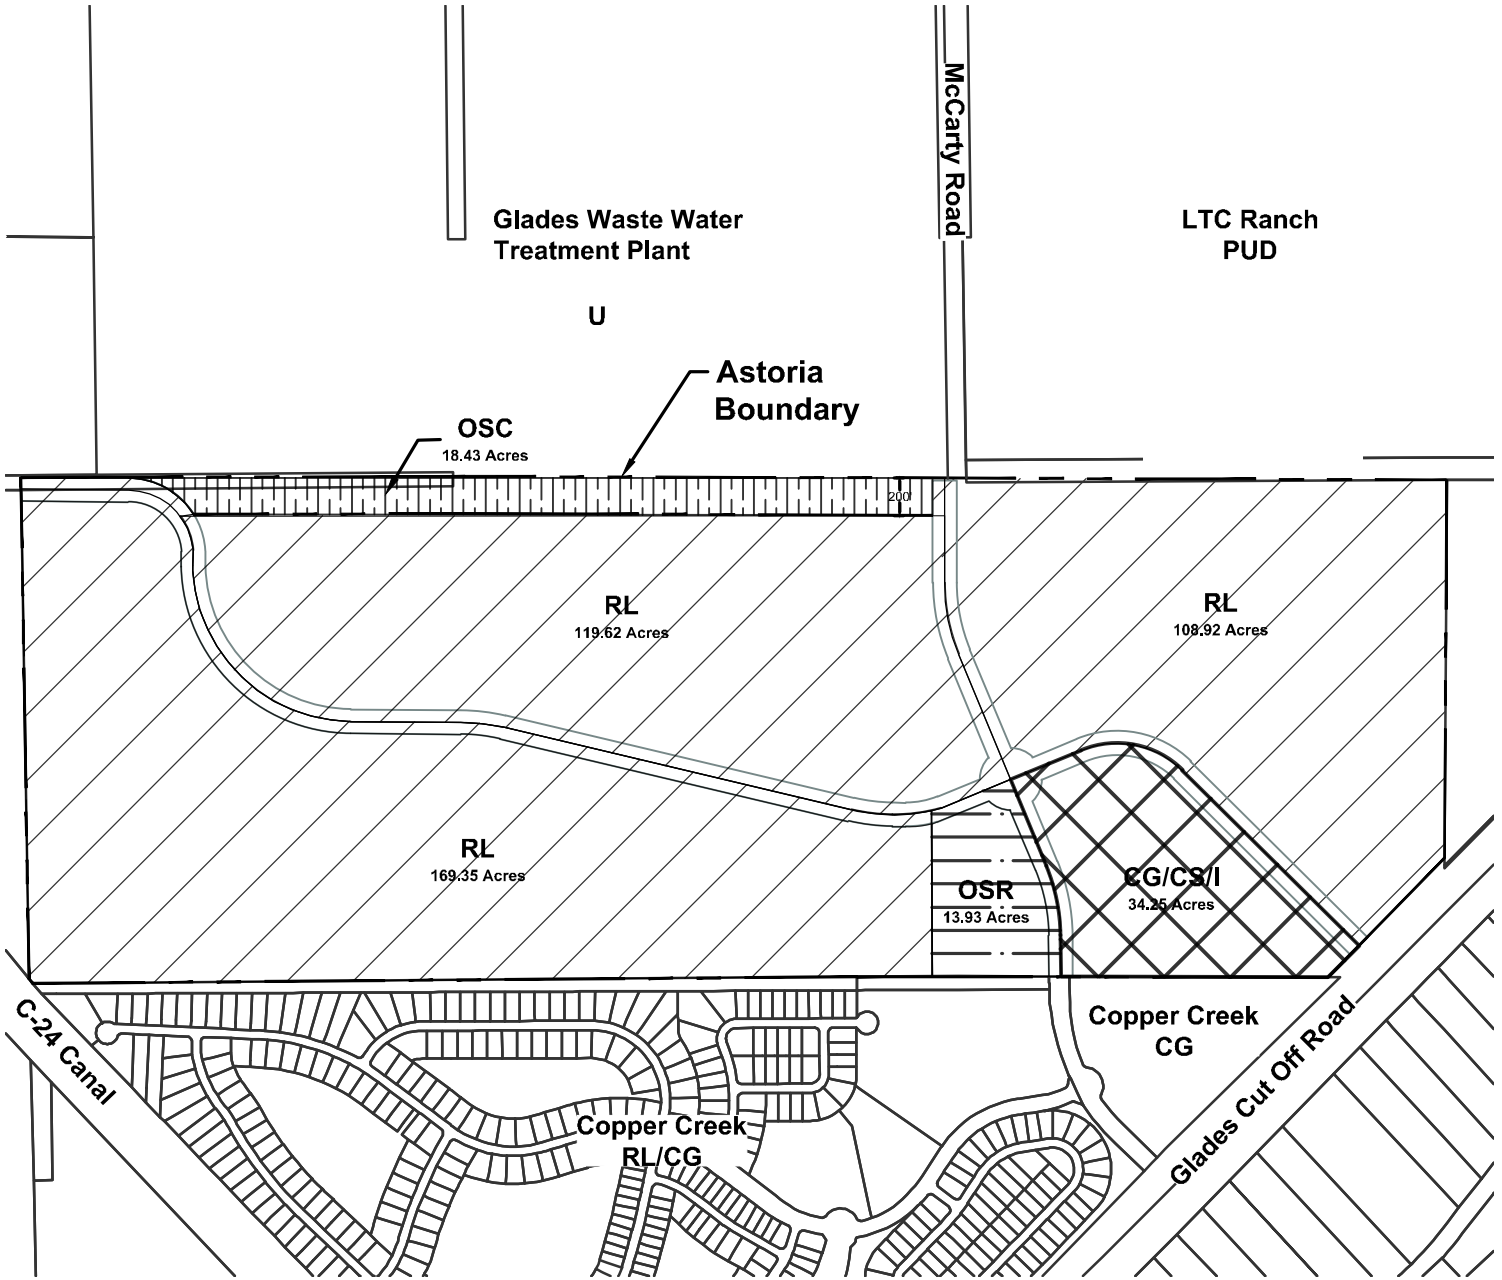 McCarty Road
Glades Waste Water
Treatment Plant
LTC Ranch
PUD
U
Astoria
Boundary
OSC
18.43 Acres
200'
RL
119.62 Acres
RL
108.92 Acres
RL
169.35 Acres
CG/CS/I
34.25 Acres
OSR
13.93 Acres
C-24 Canal
Copper Creek
CG
Glades Cut Off Road
Copper Creek
RL/CG